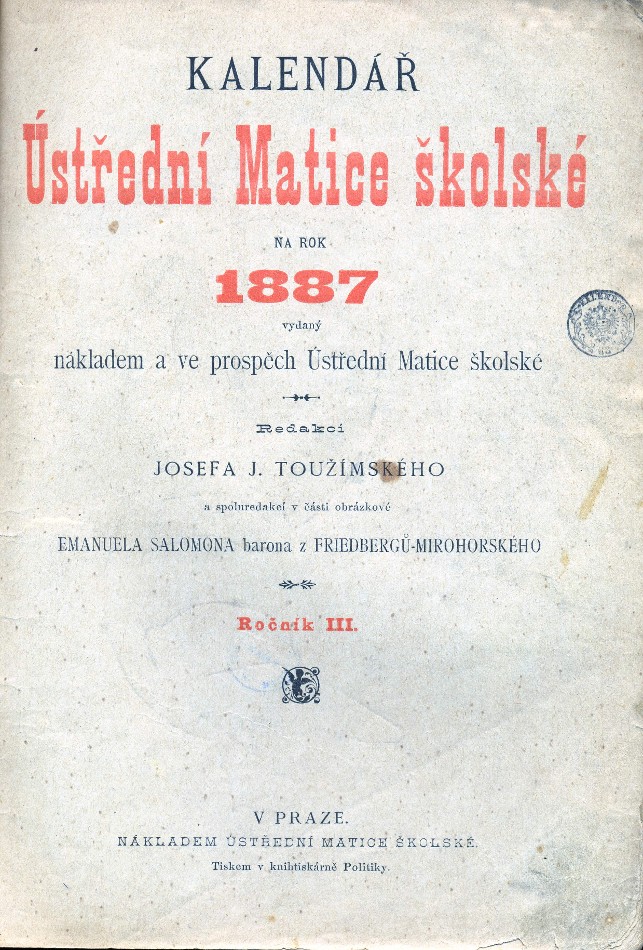 KALENDÁŘ
Ústřední Matice školské
NA ROK
1887
vydaný
nákladem a ve prospěch Ústřední Matice školské
Redakcí
JOSEFA J. TOUŽÍMSKÉHO
a spoluredakcí v části obrázkové
EMANUELA SALOMONA barona z FRIEDBERGŮ-MIROHORSKÉHO
Ročník III.
V PRAZE.
NÁKLADEM ÚSTŘEDNÍ MATICE ŠKOLSKÉ.
Tiskem v knihtiskárně Politiky.